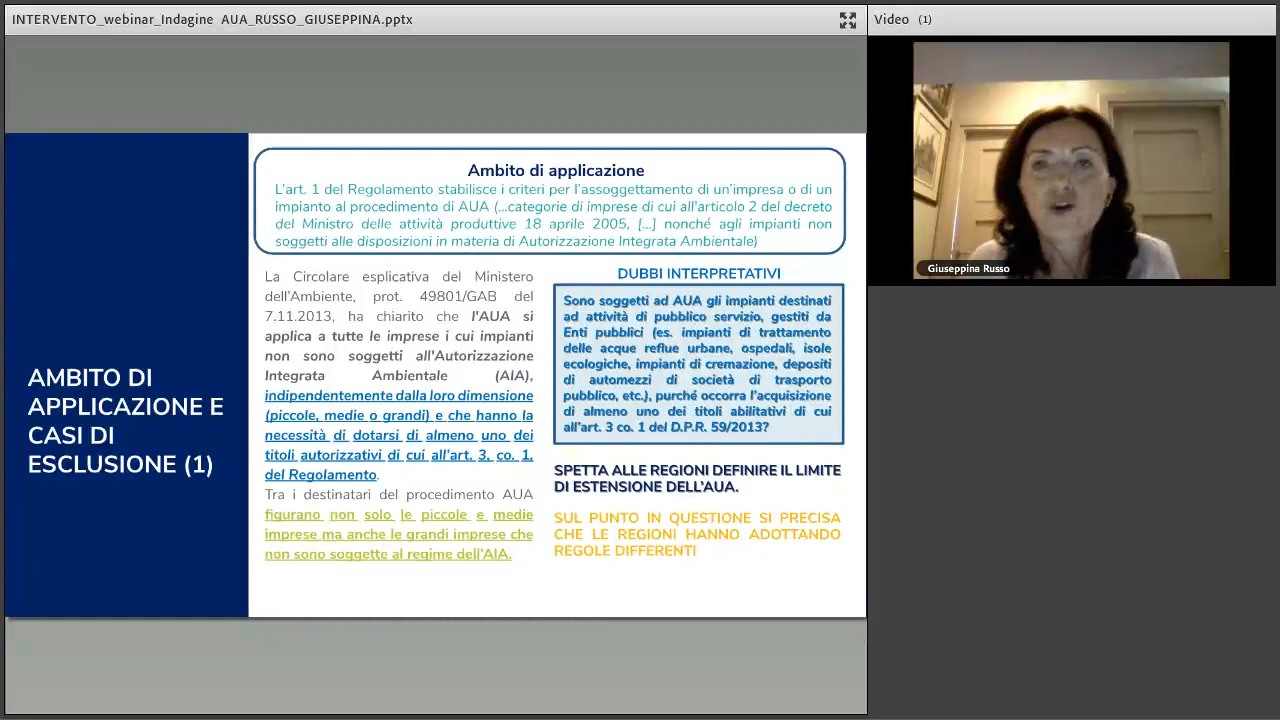 INTERVENTO_webinar_Indagine AUA_RUSSO_GIUSEPPINA.pptx
Video (1)
Giuseppina Russo
AMBITO DI
APPLICAZIONE E
CASI DI
ESCLUSIONE (1)
Ambito di applicazione
L'art. 1 del Regolamento stabilisce i criteri per l'assoggettamento di un'impresa o di un
impianto al procedimento di AUA (…categorie di imprese di cui all'articolo 2 del decreto
del Ministro delle attività produttive 18 aprile 2005, […] nonché agli impianti non
soggetti alle disposizioni in materia di Autorizzazione Integrata Ambientale)
La Circolare esplicativa del Ministero
dell'Ambiente, prot. 49801/GAB del
7.11.2013, ha chiarito che l'AUA si
applica a tutte le imprese i cui impianti
non sono soggetti all'Autorizzazione
Integrata Ambientale (AIA),
indipendentemente dalla loro dimensione
(piccole, medie o grandi) e che hanno la
necessità di dotarsi di almeno uno dei
titoli autorizzativi di cui all'art. 3, co. 1,
del Regolamento.
Tra i destinatari del procedimento AUA
figurano non solo le piccole e medie
imprese ma anche le grandi imprese che
non sono soggette al regime dell'AIA.
DUBBI INTERPRETATIVI
Sono soggetti ad AUA gli impianti destinati
ad attività di pubblico servizio, gestiti da
Enti pubblici (es. impianti di trattamento
delle acque reflue urbane, ospedali, isole
ecologiche, impianti di cremazione, depositi
di automezzi di società di trasporto
pubblico, etc.), purché occorra l'acquisizione
di almeno uno dei titoli abilitativi di cui
all'art. 3 co. 1 del D.P.R. 59/2013?
SPETTA ALLE REGIONI DEFINIRE IL LIMITE
DI ESTENSIONE DELL'AUA.
SUL PUNTO IN QUESTIONE SI PRECISA
CHE LE REGIONI HANNO ADOTTANDO
REGOLE DIFFERENTI